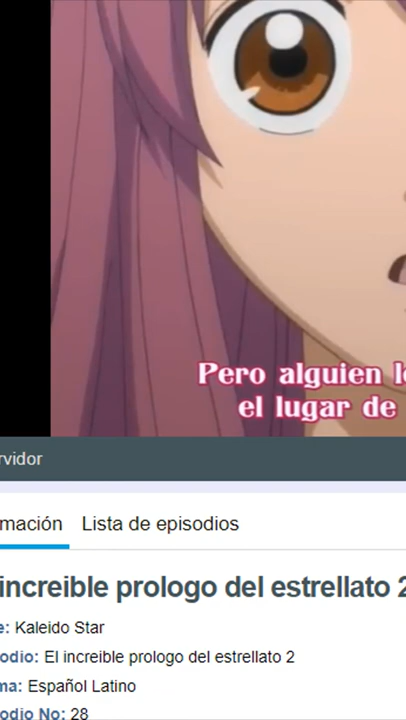 Pero alguien l
el lugar de
rvidor
mación Lista de episodios
increible prologo del estrellato 2
e: Kaleido Star
odio: El increible prologo del estrellato 2
ma: Español Latino
odio No: 28